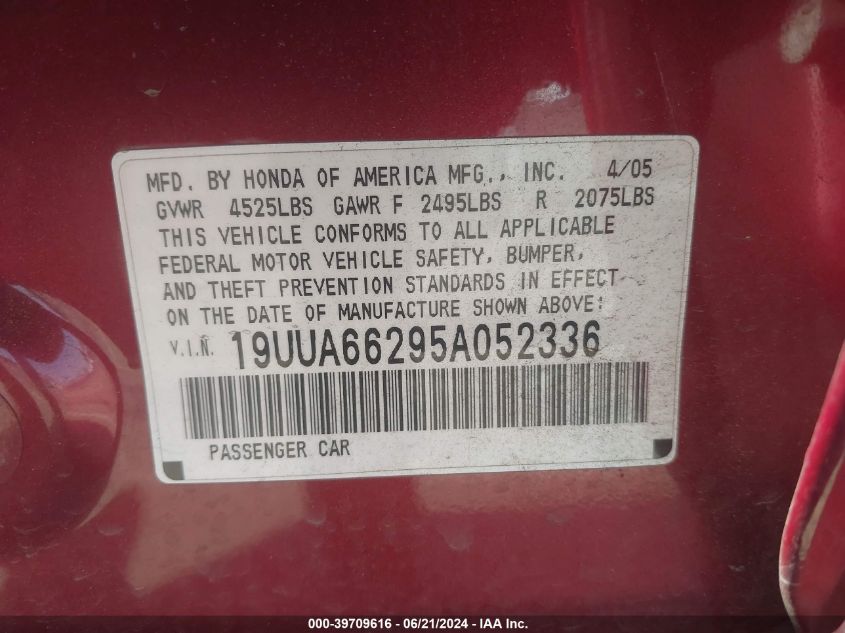 MFD. BY HONDA OF AMERICA MFG., INC. 4/05
GVWR 4525LBS GAWR F 2495LBS R 2075LBS
THIS VEHICLE CONFORMS TO ALL APPLICABLE
FEDERAL MOTOR VEHICLE SAFETY, BUMPER,
AND THEFT PREVENTION STANDARDS IN EFFECT
ON THE DATE OF MANUFACTURE SHOWN ABOVE:
V.I.N. 19UUA66295A052336
PASSENGER CAR
000-39709616 - 06/21/2024 - IAA, Inc.